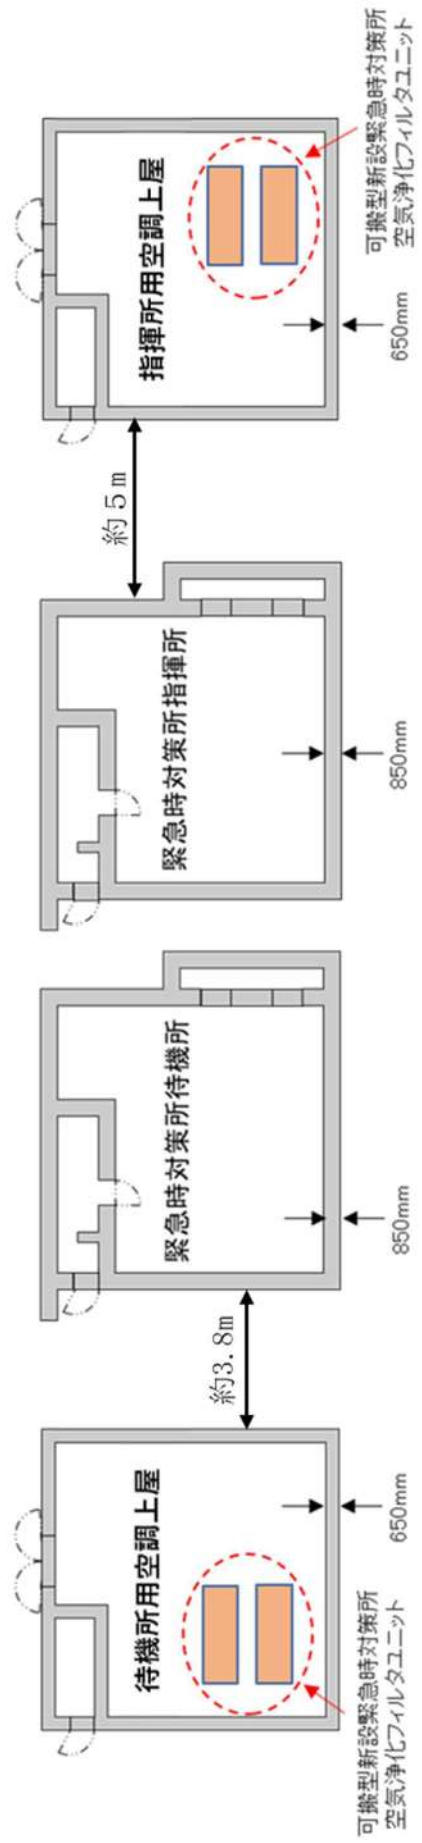 待機所用空調上屋
可搬型新設緊急時対策所
空気浄化フィルタユニット
650mm
約3.8m
緊急時対策所待機所
850mm
緊急時対策所指揮所
850mm
約5m
指揮所用空調上屋
650mm
可搬型新設緊急時対策所
空気浄化フィルタユニット